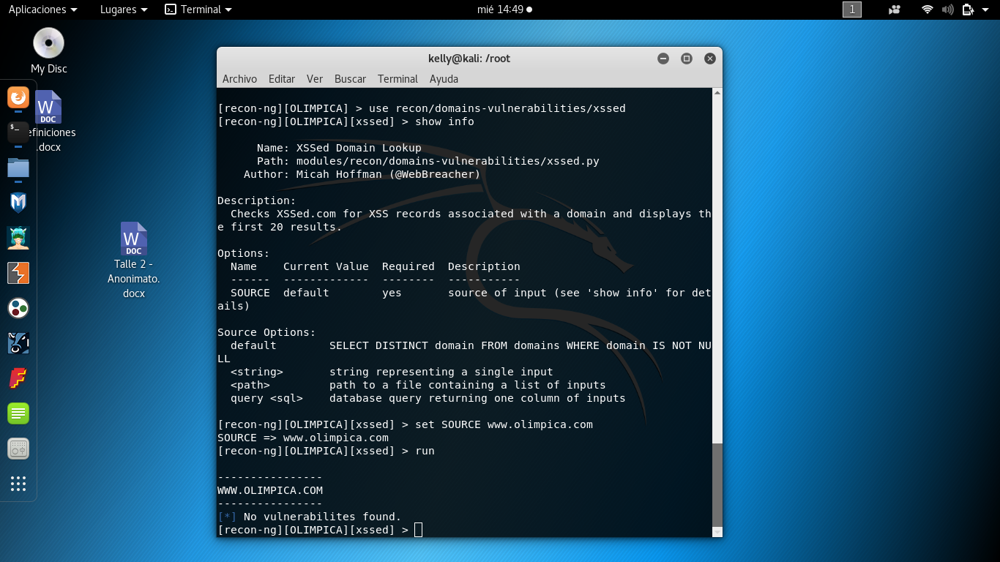 Aplicaciones Lugares Terminal mié 14:49 1
My Disc
W
DOC
efiniciones
.docx
W
DOC
Talle 2 -
Anonimato.
docx
kelly@kali: /root
Archivo Editar Ver Buscar Terminal Ayuda
[recon-ng][OLIMPICA] > use recon/domains-vulnerabilities/xssed
[recon-ng][OLIMPICA][xssed] > show info
Name: XSSed Domain Lookup
Path: modules/recon/domains-vulnerabilities/xssed.py
Author: Micah Hoffman (@WebBreacher)
Description:
Checks XSSed.com for XSS records associated with a domain and displays th
e first 20 results.
Options:
Name Current Value Required Description
------ ------------- -------- -----------
SOURCE default yes source of input (see 'show info' for det
ails)
Source Options:
default SELECT DISTINCT domain FROM domains WHERE domain IS NOT NU
LL
<string> string representing a single input
<path> path to a file containing a list of inputs
query <sql> database query returning one column of inputs
[recon-ng][OLIMPICA][xssed] > set SOURCE www.olimpica.com
SOURCE => www.olimpica.com
[recon-ng][OLIMPICA][xssed] > run
----------------
WWW.OLIMPICA.COM
----------------
[*] No vulnerabilites found.
[recon-ng][OLIMPICA][xssed] >